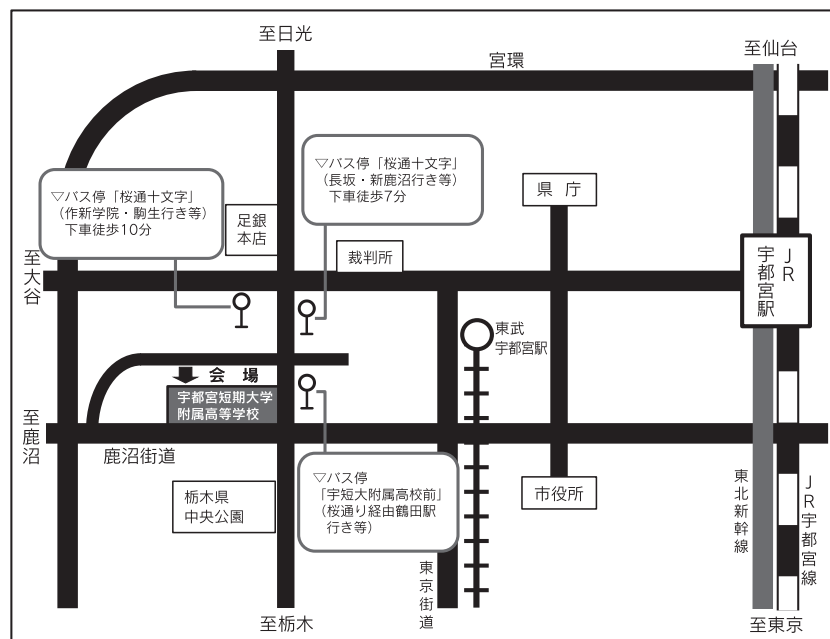 至日光
至仙台
宮環
▽バス停「桜通十文字」
(長坂・新鹿沼行き等)
下車徒歩7分
▽バス停「桜通十文字」
(作新学院・駒生行き等)
下車徒歩10分
県庁
足銀
本店
裁判所
至大谷
JR
宇都宮駅
東武
宇都宮駅
会場
宇都宮短期大学
附属高等学校
至鹿沼
鹿沼街道
▽バス停
「宇短大附属高校前」
(桜通り経由鶴田駅
行き等)
栃木県
中央公園
市役所
東北新幹線
JR宇都宮線
東京街道
至栃木
至東京